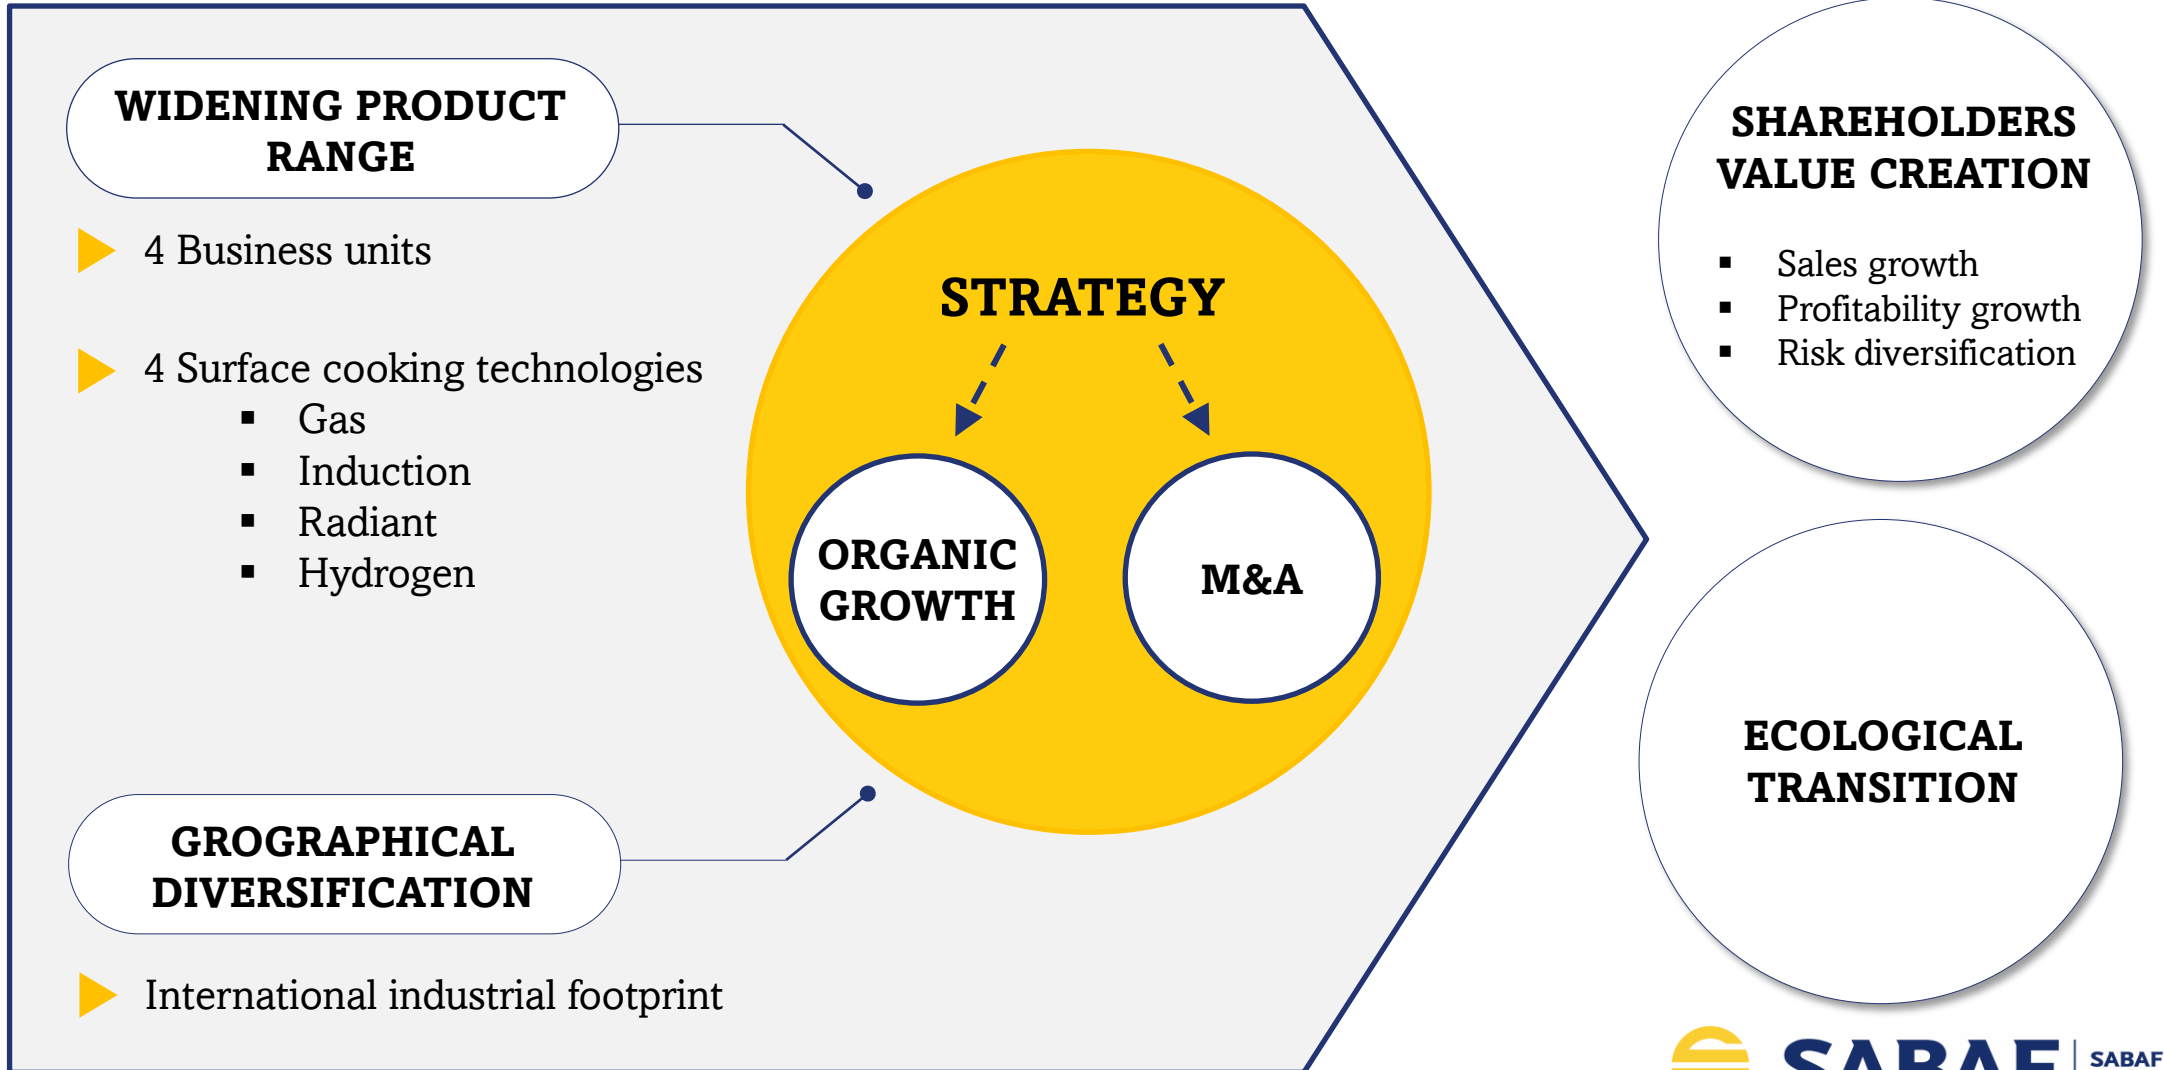 WIDENING PRODUCT
RANGE
4 Business units
4 Surface cooking technologies
Gas
Induction
Radiant
Hydrogen
GROGRAPHICAL
DIVERSIFICATION
International industrial footprint
STRATEGY
ORGANIC
GROWTH
M&A
SHAREHOLDERS
VALUE CREATION
Sales growth
Profitability growth
Risk diversification
ECOLOGICAL
TRANSITION
SABAF
SABAF